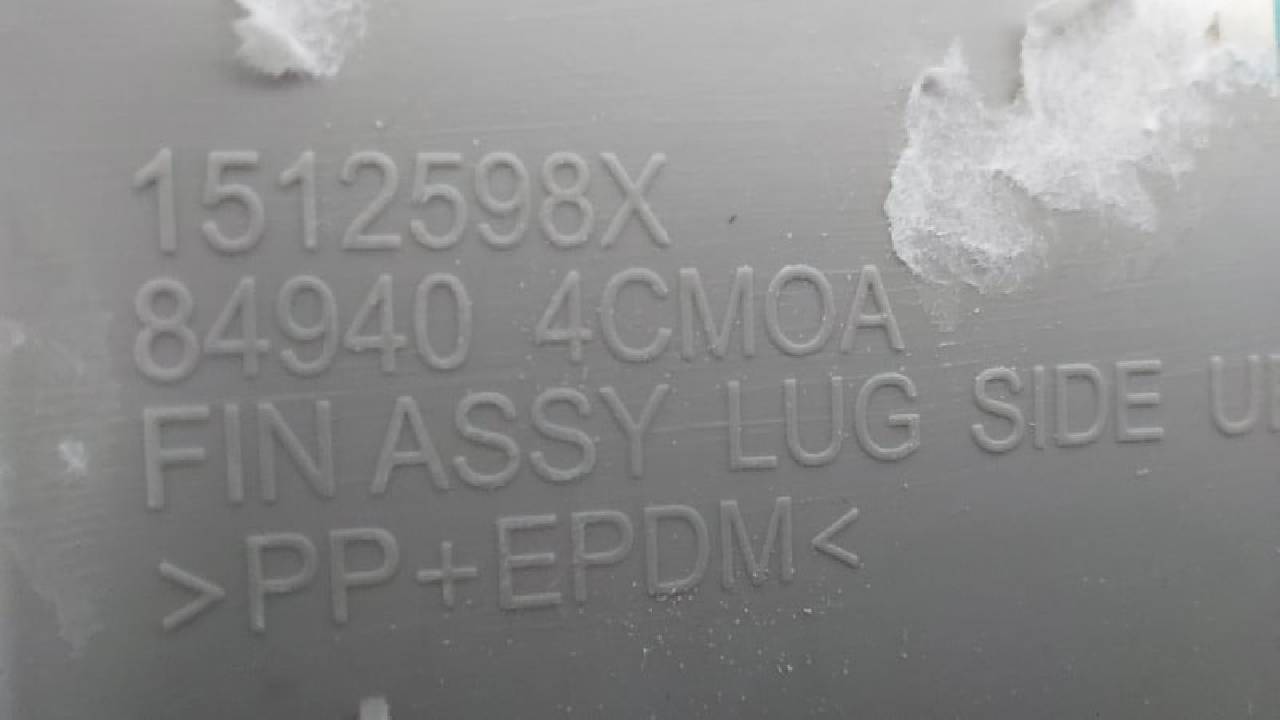 1512598X
84940 4CM0A
FIN ASSY LUG SIDE
>PP+EPDM<